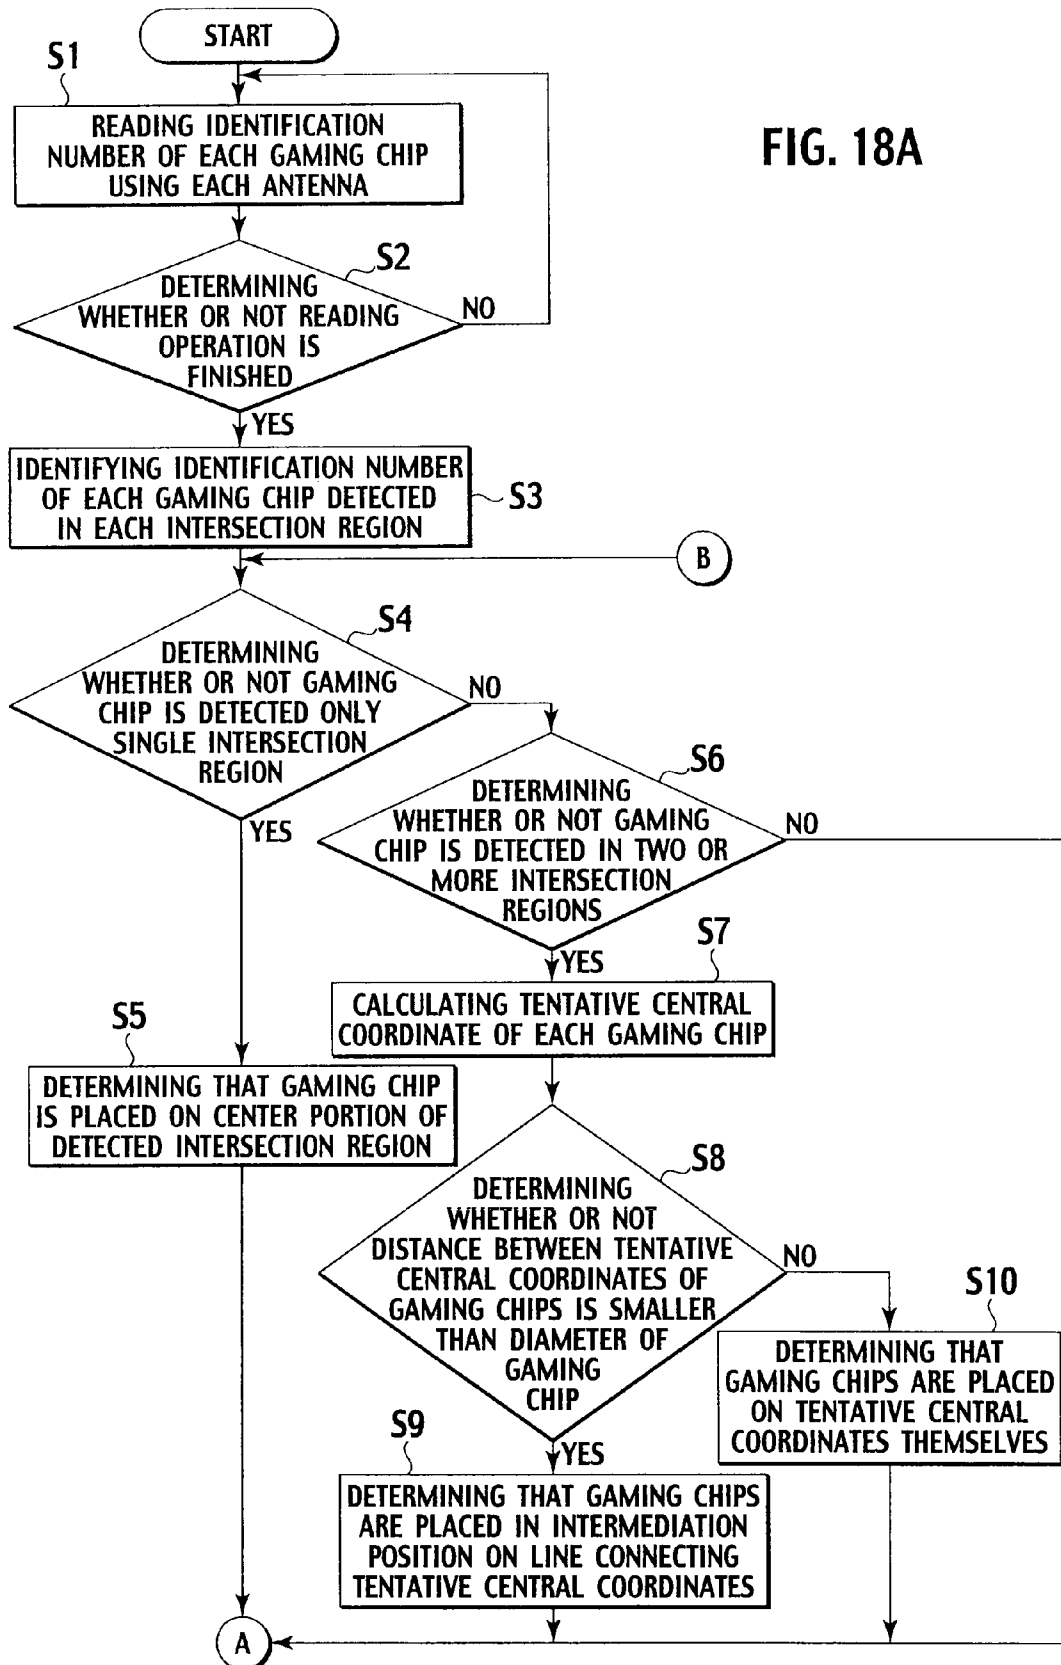 START
S1
READING IDENTIFICATION
NUMBER OF EACH GAMING CHIP
USING EACH ANTENNA
FIG. 18A
S2
DETERMINING
WHETHER OR NOT READING
OPERATION IS
FINISHED
NO
YES
IDENTIFYING IDENTIFICATION NUMBER
OF EACH GAMING CHIP DETECTED
IN EACH INTERSECTION REGION
S3
B
S4
DETERMINING
WHETHER OR NOT GAMING
CHIP IS DETECTED ONLY
SINGLE INTERSECTION
REGION
NO
YES
S6
DETERMINING
WHETHER OR NOT GAMING
CHIP IS DETECTED IN TWO OR
MORE INTERSECTION
REGIONS
NO
YES
S7
CALCULATING TENTATIVE CENTRAL
COORDINATE OF EACH GAMING CHIP
S5
DETERMINING THAT GAMING CHIP
IS PLACED ON CENTER PORTION OF
DETECTED INTERSECTION REGION
S8
DETERMINING
WHETHER OR NOT
DISTANCE BETWEEN TENTATIVE
CENTRAL COORDINATES OF
GAMING CHIPS IS SMALLER
THAN DIAMETER OF
GAMING
CHIP
NO
YES
S10
DETERMINING THAT
GAMING CHIPS ARE PLACED
ON TENTATIVE CENTRAL
COORDINATES THEMSELVES
S9
DETERMINING THAT GAMING CHIPS
ARE PLACED IN INTERMEDIATION
POSITION ON LINE CONNECTING
TENTATIVE CENTRAL COORDINATES
A